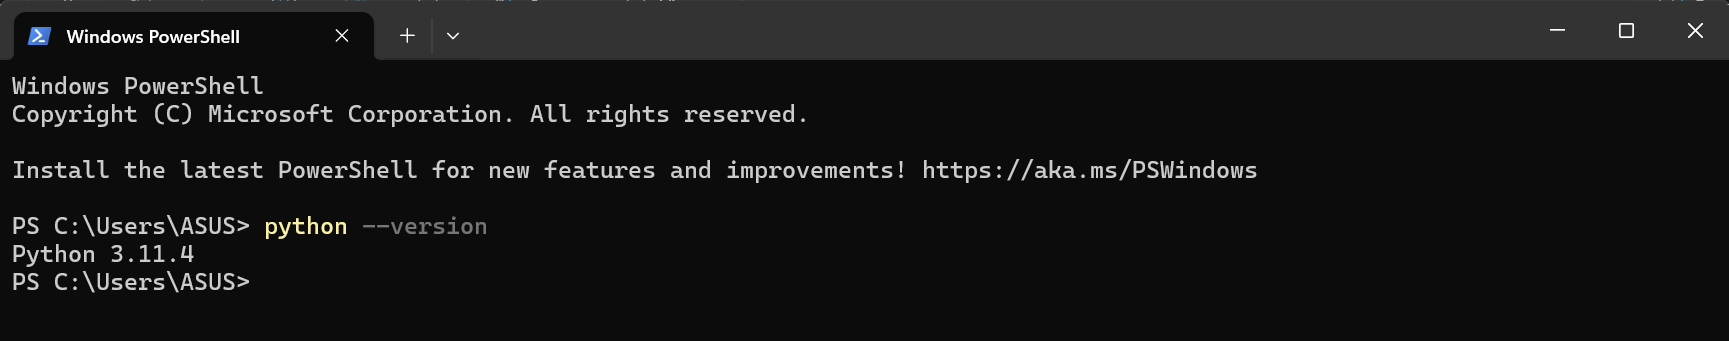 Windows PowerShell
Windows PowerShell
Copyright (C) Microsoft Corporation. All rights reserved.
Install the latest PowerShell for new features and improvements! https://aka.ms/PSWindows
PS C:\Users\ASUS> python --version
Python 3.11.4
PS C:\Users\ASUS>